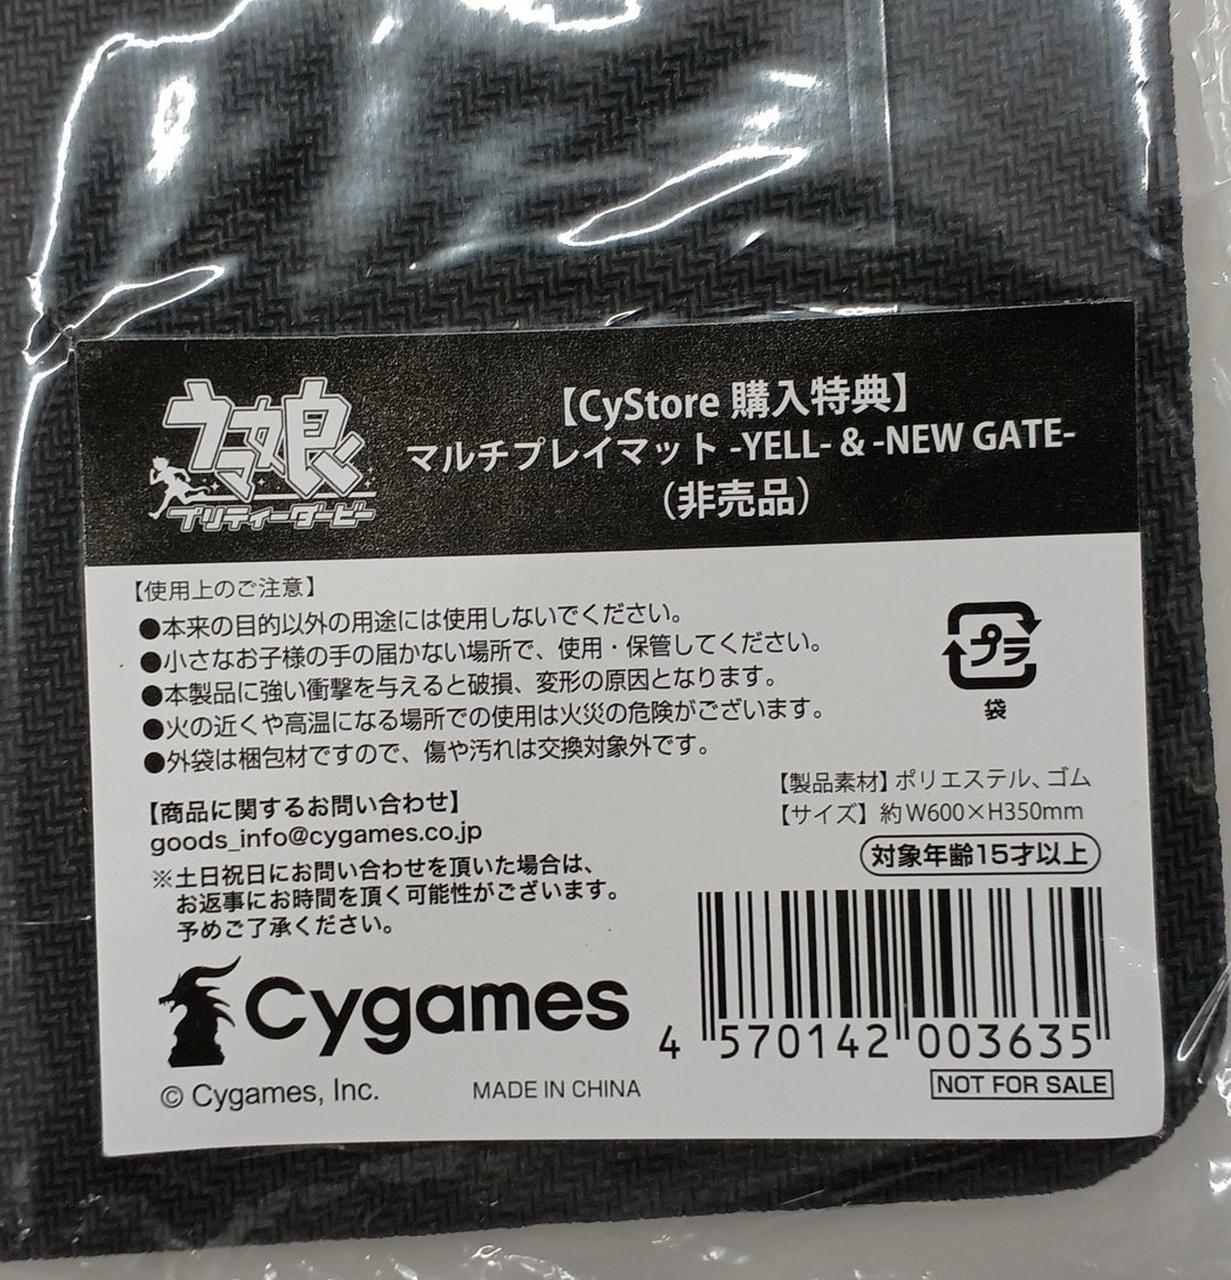 ウマ娘
プリティーダービー
【CyStore 購入特典】
マルチプレイマット -YELL- & -NEW GATE-
（非売品）
【使用上のご注意】
●本来の目的以外の用途には使用しないでください。
●小さなお子様の手の届かない場所で、使用・保管してください。
●本製品に強い衝撃を与えると破損、変形の原因となります。
●火の近くや高温になる場所での使用は火災の危険がございます。
●外袋は梱包材ですので、傷や汚れは交換対象外です。
プラ
袋
【商品に関するお問い合わせ】
goods_info@cygames.co.jp
※土日祝日にお問い合わせを頂いた場合は、
お返事にお時間を頂く可能性がございます。
予めご了承ください。
【製品素材】ポリエステル、ゴム
【サイズ】約W600×H350mm
対象年齢15才以上
Cygames
© Cygames, Inc.
MADE IN CHINA
4 570142 003635
NOT FOR SALE